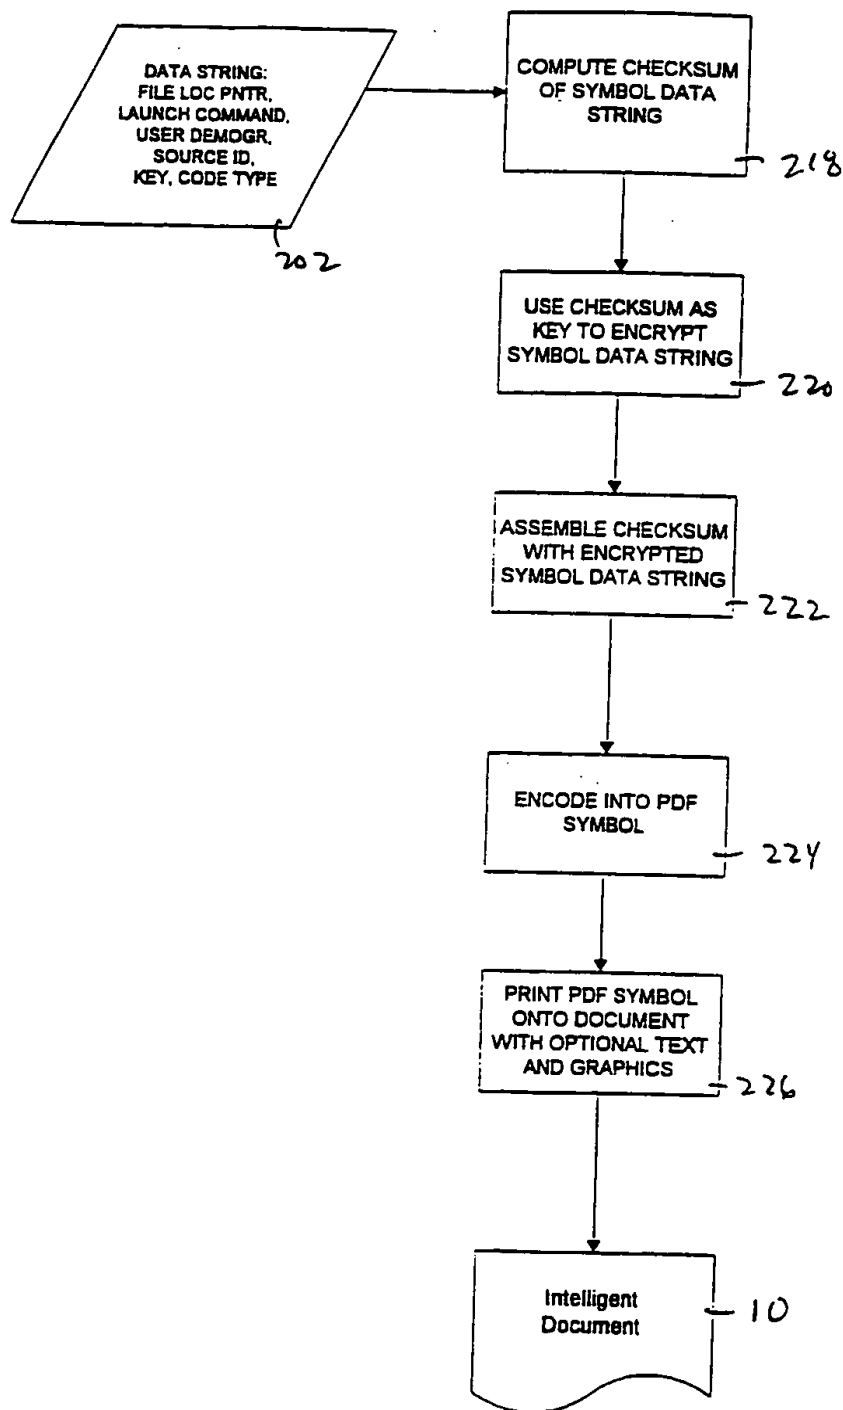 DATA STRING:
FILE LOC PNTR,
LAUNCH COMMAND,
USER DEMOGR,
SOURCE ID,
KEY, CODE TYPE
202
COMPUTE CHECKSUM
OF SYMBOL DATA
STRING
218
USE CHECKSUM AS
KEY TO ENCRYPT
SYMBOL DATA STRING
220
ASSEMBLE CHECKSUM
WITH ENCRYPTED
SYMBOL DATA STRING
222
ENCODE INTO PDF
SYMBOL
224
PRINT PDF SYMBOL
ONTO DOCUMENT
WITH OPTIONAL TEXT
AND GRAPHICS
226
Intelligent
Document
10